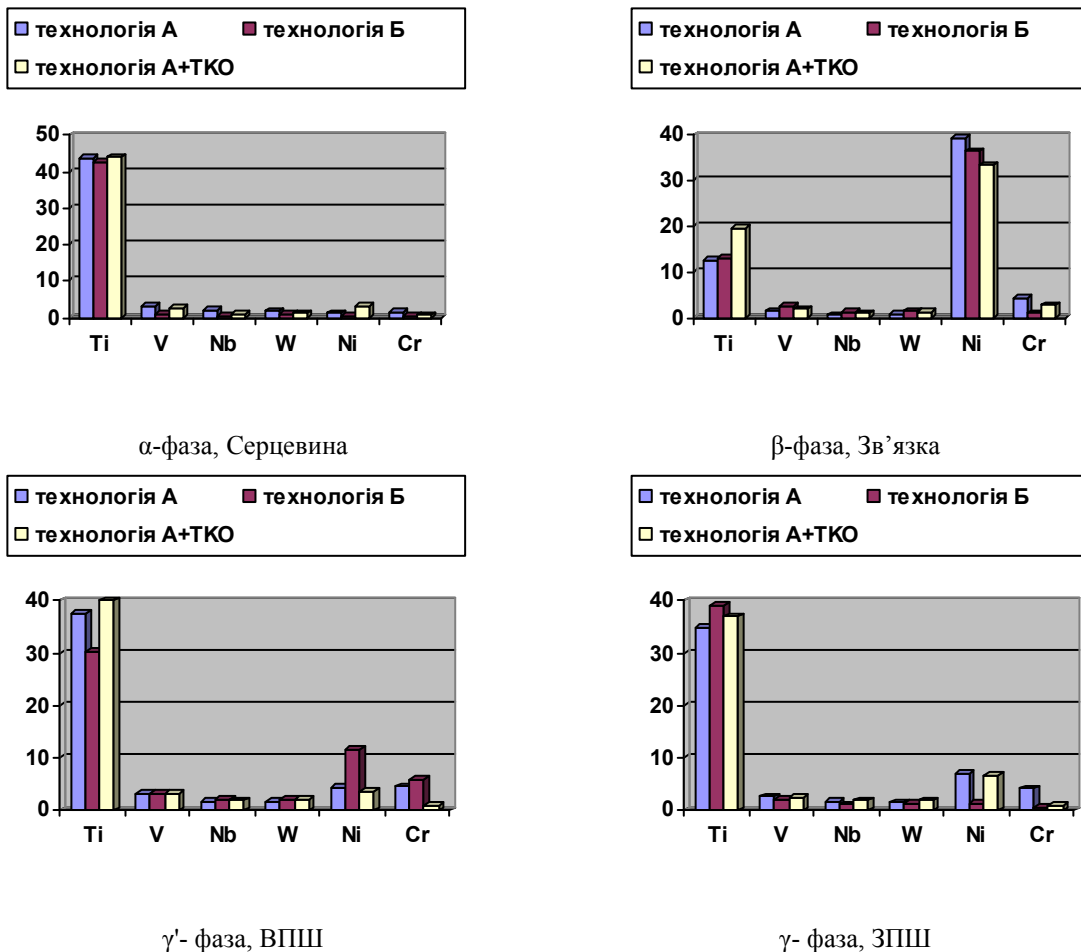 технологія А технологія Б
технологія А+ТКО
50
40
30
20
10
0
Ti V Nb W Ni Cr
α-фаза, Серцевина
технологія А технологія Б
технологія А+ТКО
40
30
20
10
0
Ti V Nb W Ni Cr
β-фаза, Зв’язка
технологія А технологія Б
технологія А+ТКО
40
30
20
10
0
Ti V Nb W Ni Cr
γ'- фаза, ВПШ
технологія А технологія Б
технологія А+ТКО
40
30
20
10
0
Ti V Nb W Ni Cr
γ- фаза, ЗПШ